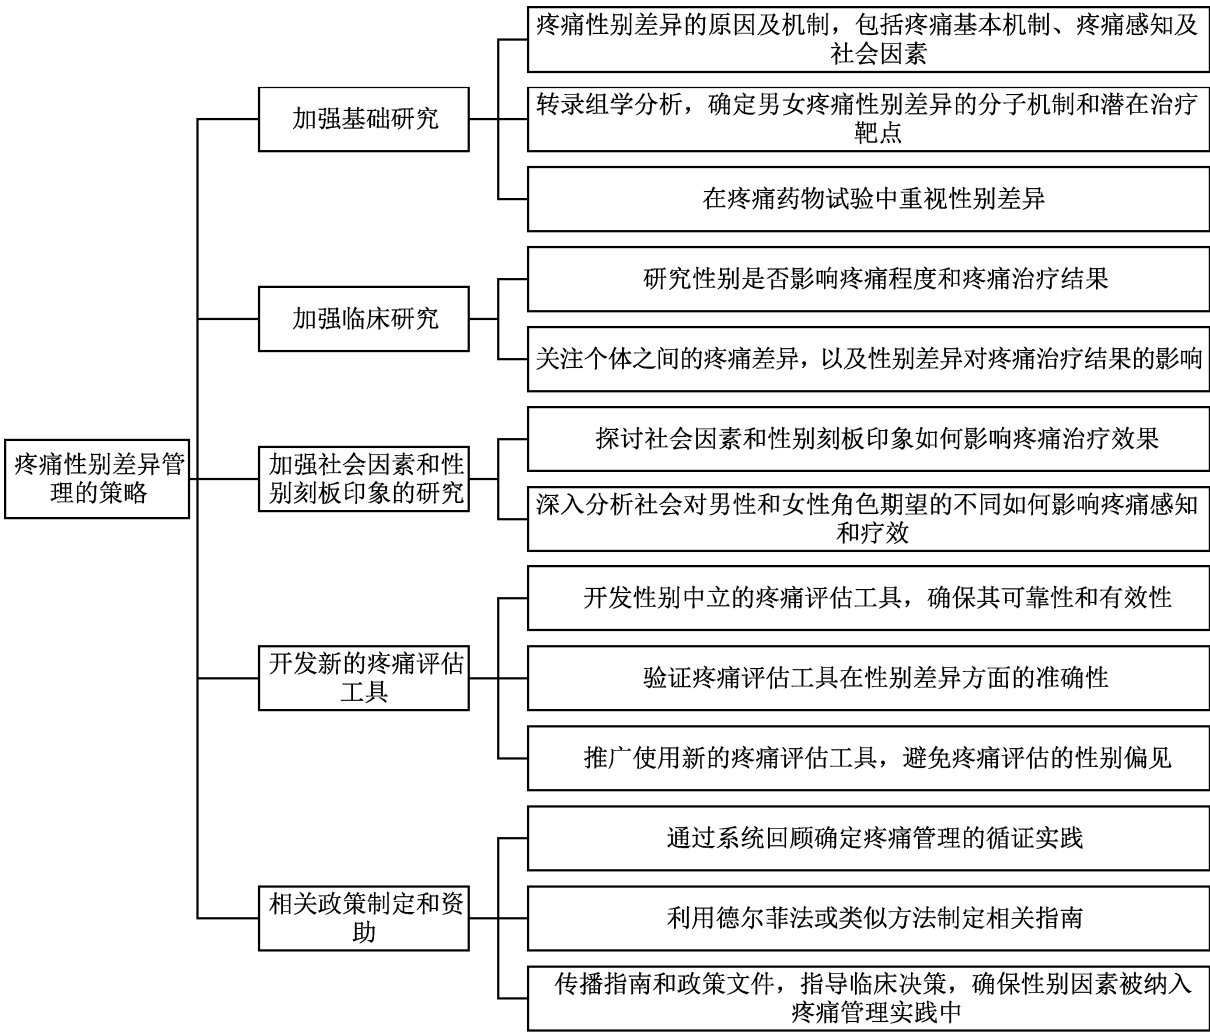 疼痛性别差异管
理的策略
加强基础研究
疼痛性别差异的原因及机制，包括疼痛基本机制、疼痛感知及
社会因素
转录组学分析，确定男女疼痛性别差异的分子机制和潜在治疗
靶点
在疼痛药物试验中重视性别差异
加强临床研究
研究性别是否影响疼痛程度和疼痛治疗结果
关注个体之间的疼痛差异，以及性别差异对疼痛治疗结果的影响
加强社会因素和性
别刻板印象的研究
探讨社会因素和性别刻板印象如何影响疼痛治疗效果
深入分析社会对男性和女性角色期望的不同如何影响疼痛感知
和疗效
开发新的疼痛评估
工具
开发性别中立的疼痛评估工具，确保其可靠性和有效性
验证疼痛评估工具在性别差异方面的准确性
推广使用新的疼痛评估工具，避免疼痛评估的性别偏见
相关政策制定和资
助
通过系统回顾确定疼痛管理的循证实践
利用德尔菲法或类似方法制定相关指南
传播指南和政策文件，指导临床决策，确保性别因素被纳入
疼痛管理实践中